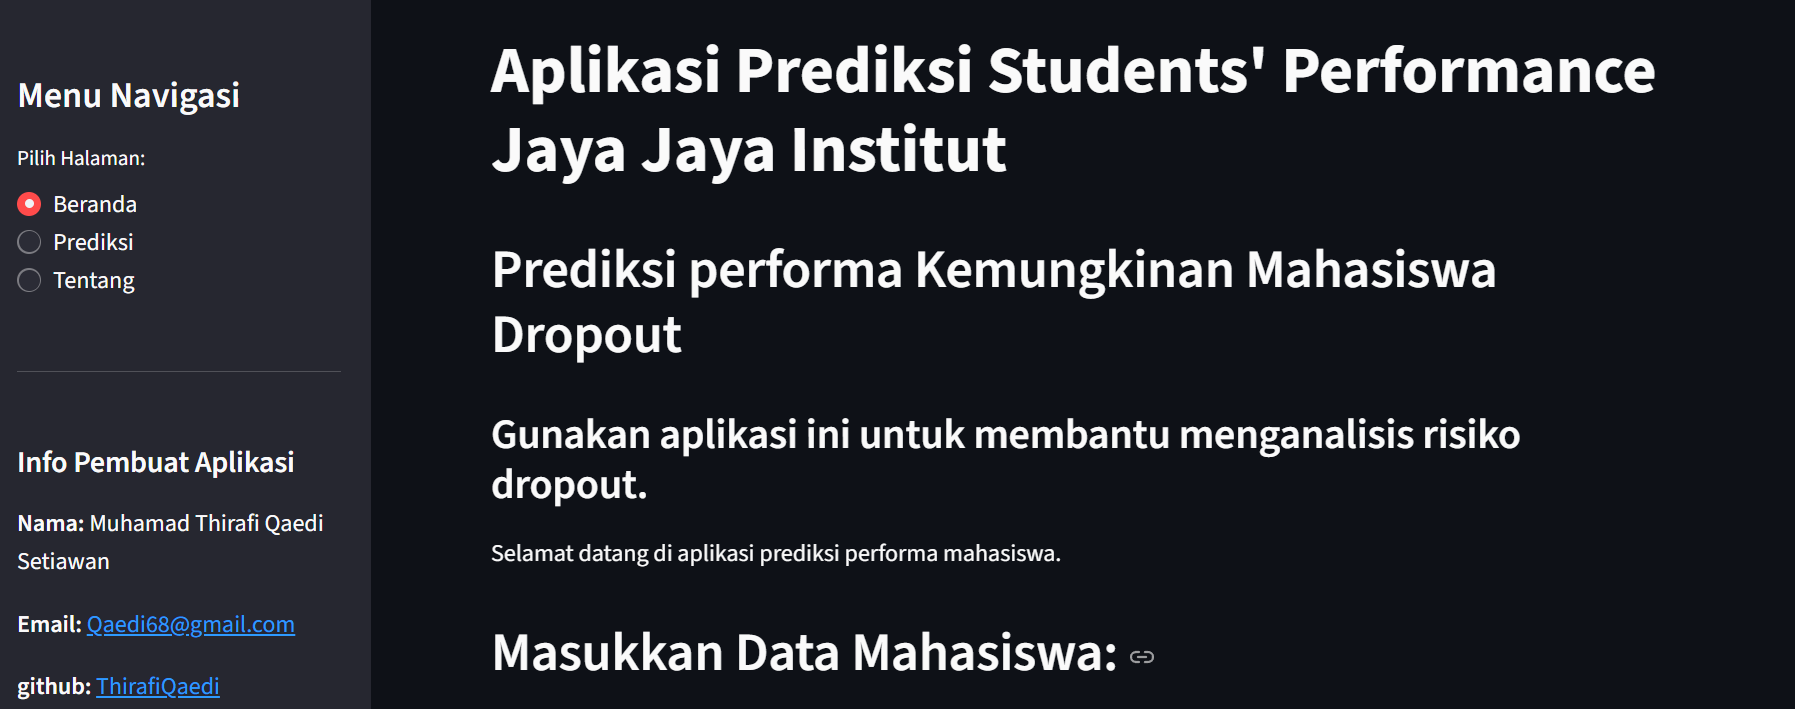 Menu Navigasi
Pilih Halaman:
Beranda
Prediksi
Tentang
Info Pembuat Aplikasi
Nama: Muhamad Thirafi Qaedi
Setiawan
Email: Qaedi68@gmail.com
github: ThirafiQaedi
Aplikasi Prediksi Students' Performance
Jaya Jaya Institut
Prediksi performa Kemungkinan Mahasiswa
Dropout
Gunakan aplikasi ini untuk membantu menganalisis risiko
dropout.
Selamat datang di aplikasi prediksi performa mahasiswa.
Masukkan Data Mahasiswa: